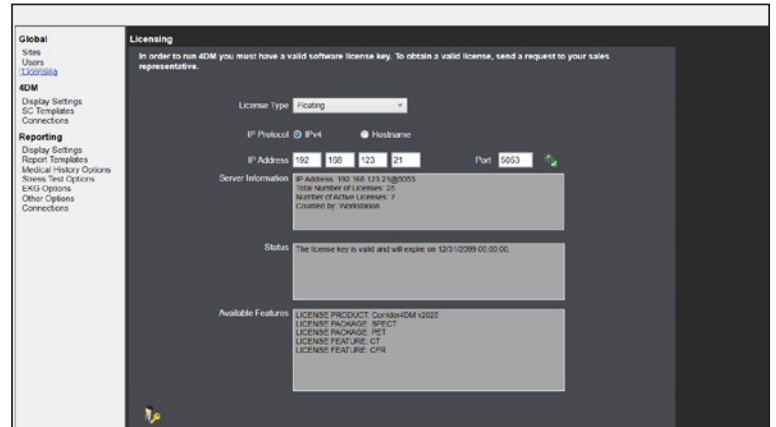 Global
Sites
Users
Licensing
4DM
Display Settings
SC Templates
Connections
Reporting
Display Settings
Report Templates
Medical History Options
Stress Test Options
EKG Options
Other Options
Connections
Licensing
In order to run 4DM you must have a valid software license key. To obtain a valid license, send a request to your sales
representative.
License Type Floating
IP Protocol IPv4 Hostname
IP Address 192 168 123 21 Port 5053
Server Information IP Address: 192.168.123.21@5053
Total Number of Licenses: 25
Number of Active Licenses: 7
Counted by: Workstation
Status The license key is valid and will expire on 12/31/2099 00:00:00.
Available Features LICENSE PRODUCT: Corridor4DM v2025
LICENSE PACKAGE: SPECT
LICENSE PACKAGE: PET
LICENSE FEATURE: CT
LICENSE FEATURE: CFR